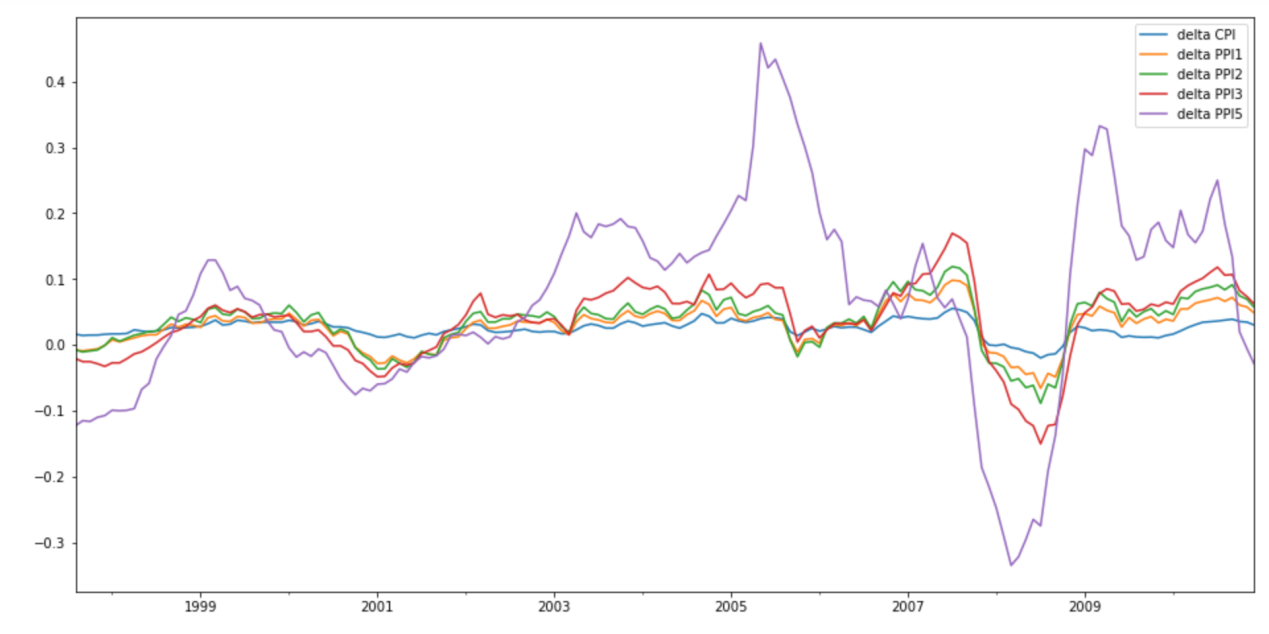 delta CPI
delta PPI1
delta PPI2
delta PPI3
delta PPI5
0.4
0.3
0.2
0.1
0.0
−0.1
−0.2
−0.3
1999 2001 2003 2005 2007 2009